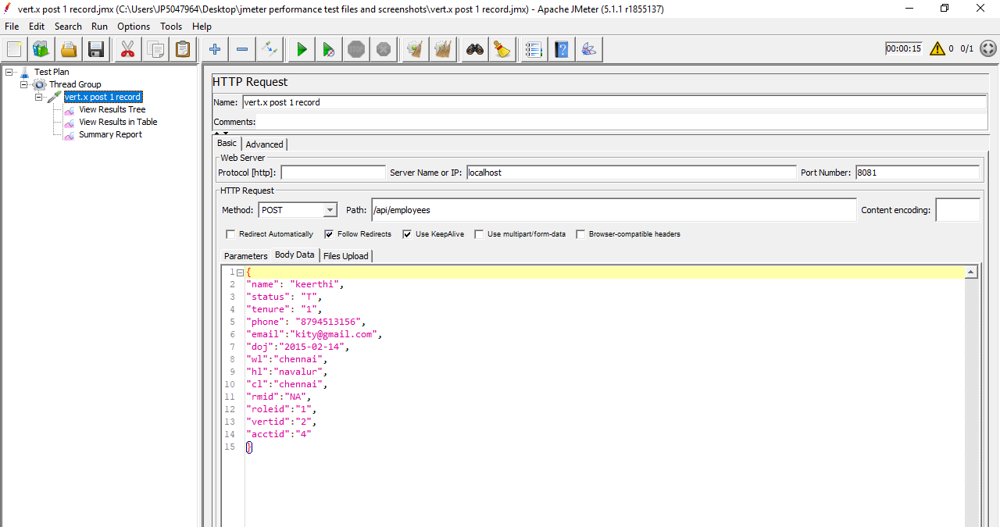 vert.x post 1 record.jmx (C:\Users\JP5047964\Desktop\jmeter performance test files and screenshots\vert.x post 1 record.jmx) - Apache JMeter (5.1.1 r1855137)
File Edit Search Run Options Tools Help
00:00:15 0 0/1
Test Plan
Thread Group
vert.x post 1 record
View Results Tree
View Results in Table
Summary Report
HTTP Request
Name: vert.x post 1 record
Comments:
Basic Advanced
Web Server
Protocol [http]: Server Name or IP: localhost Port Number: 8081
HTTP Request
Method: POST Path: /api/employees Content encoding:
Redirect Automatically Follow Redirects Use KeepAlive Use multipart/form-data Browser-compatible headers
Parameters Body Data Files Upload
1 {
2 "name": "keerthi",
3 "status": "T",
4 "tenure": "1",
5 "phone": "8794513156",
6 "email":"kity@gmail.com",
7 "doj":"2015-02-14",
8 "wl":"chennai",
9 "hl":"navalur",
10 "cl":"chennai",
11 "rmid":"NA",
12 "roleid":"1",
13 "vertid":"2",
14 "acctid":"4"
15 }